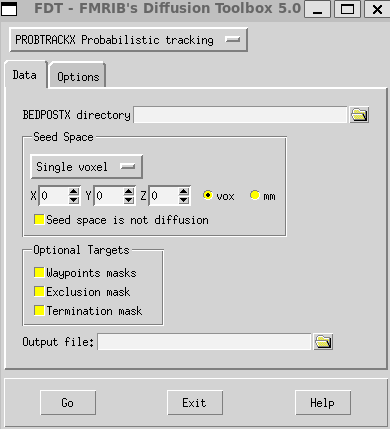 FDT - FMRIB's Diffusion Toolbox 5.0
PROBTRACKX Probabilistic tracking
Data Options
BEDPOSTX directory
Seed Space
Single voxel
X 0 Y 0 Z 0 vox mm
Seed space is not diffusion
Optional Targets
Waypoints masks
Exclusion mask
Termination mask
Output file:
Go Exit Help